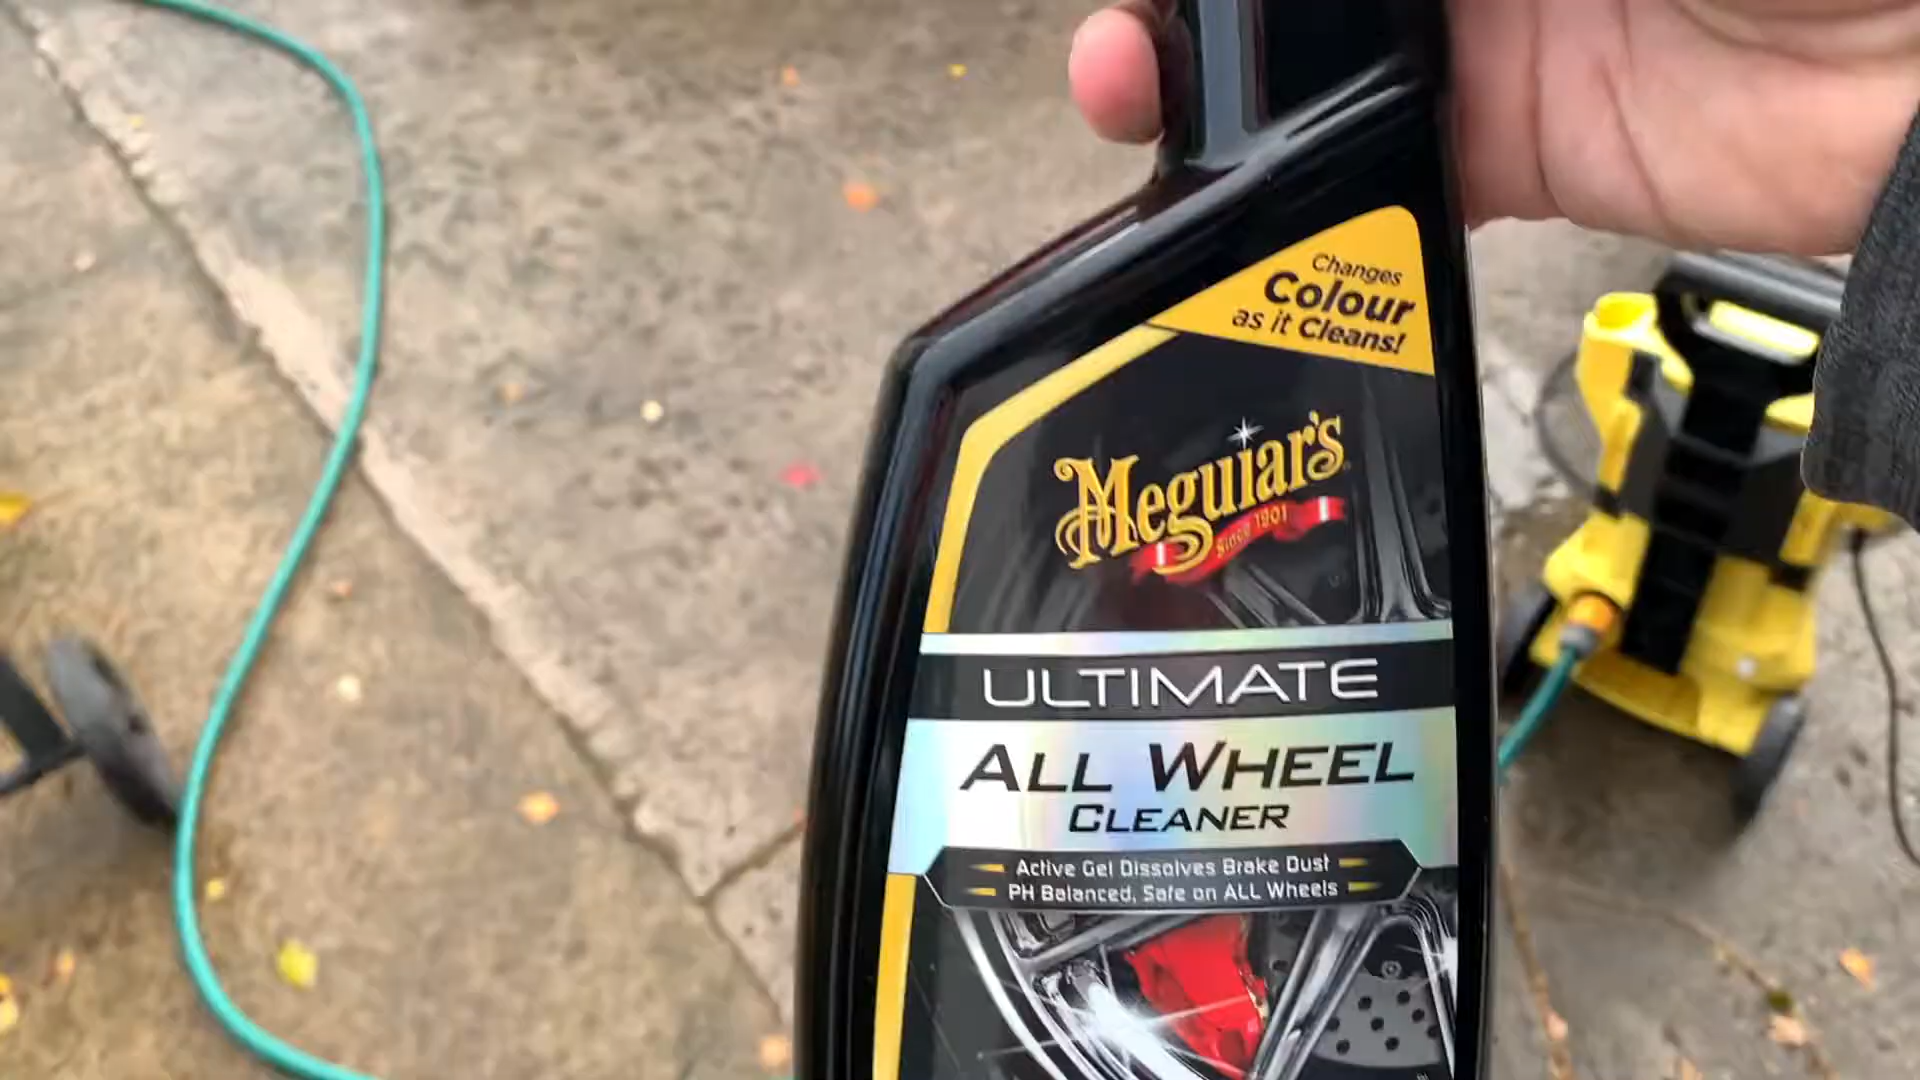 Changes
Colour
as it Cleans!
Meguiar's
Since 1901
ULTIMATE
ALL WHEEL
CLEANER
Active Gel Dissolves Brake Dust
PH Balanced, Safe on ALL Wheels